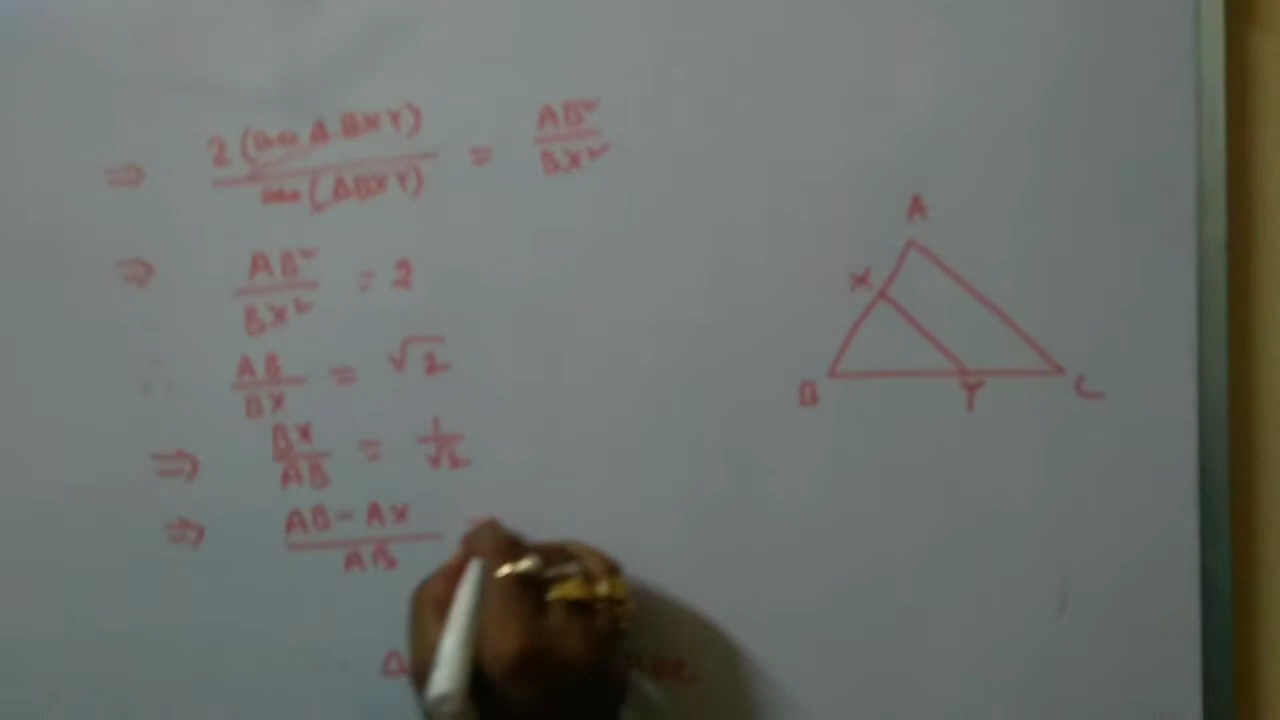 ⇒ 2 (ar Δ BXY) / ar (ΔBXY) = AB² / BX²
⇒ AB² / BX² = 2
AB / BX = √2
⇒ BX / AB = 1 / √2
⇒ AB - AX / AB
A
X
B
Y
C
Δ